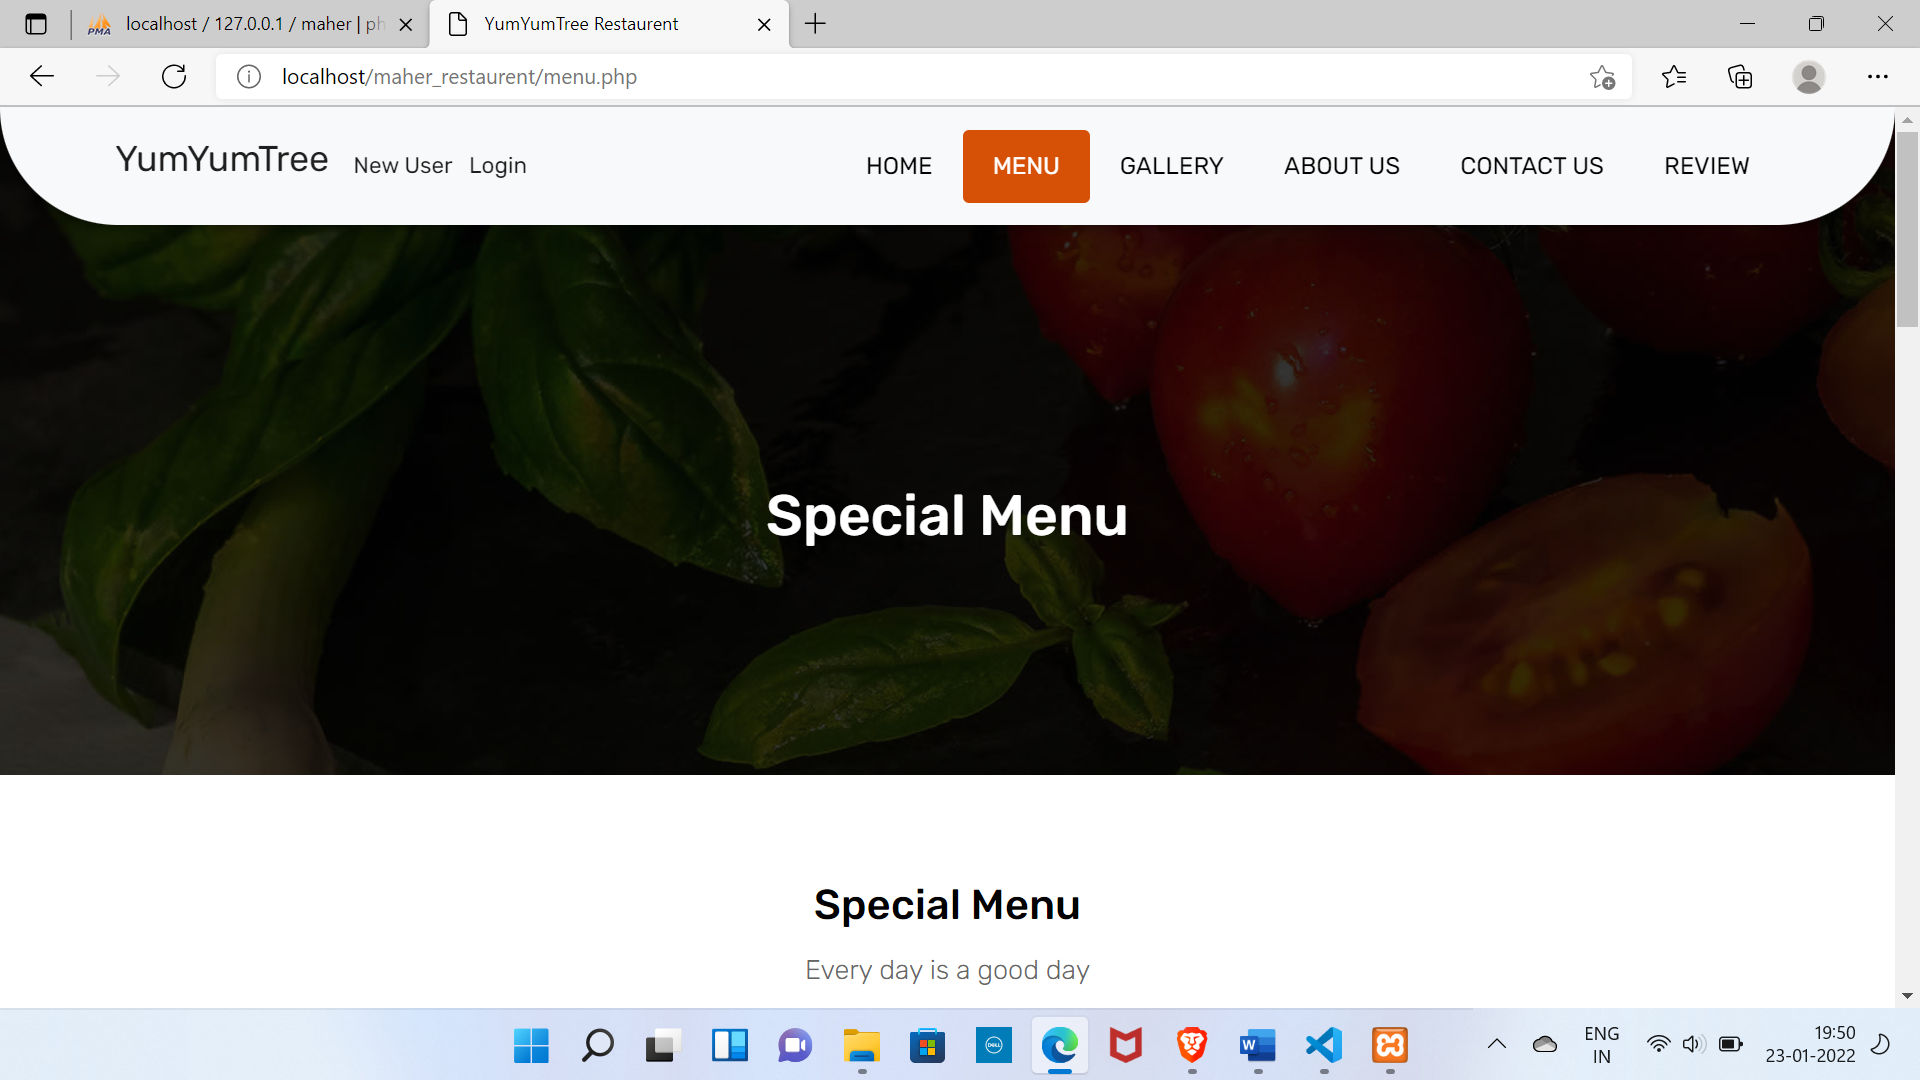 localhost / 127.0.0.1 / maher | ph
YumYumTree Restaurent
localhost/maher_restaurent/menu.php
YumYumTree New User Login HOME MENU GALLERY ABOUT US CONTACT US REVIEW
Special Menu
Special Menu
Every day is a good day
ENG
IN
19:50
23-01-2022